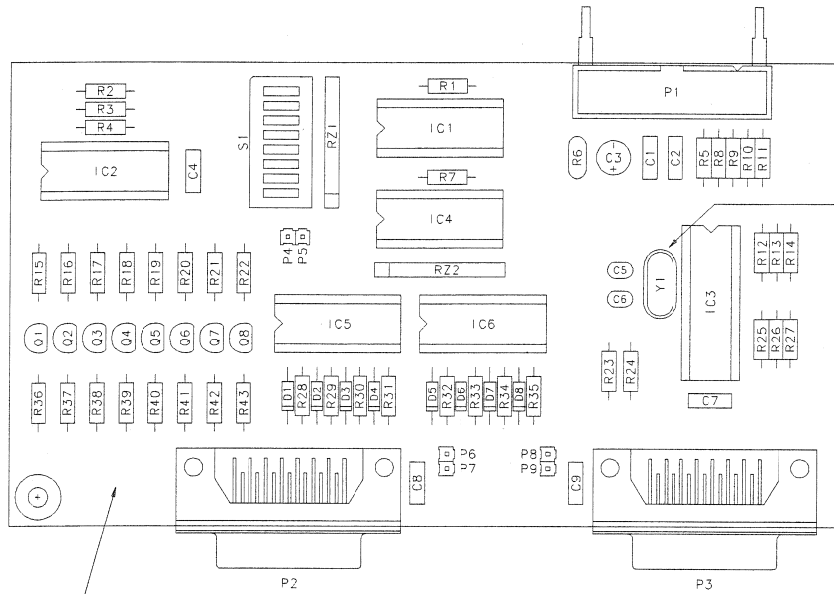 R2
R3
R4
IC2
C4
S1
RZ1
R1
IC1
R7
IC4
P4
P5
RZ2
P1
R6
- C3 +
C1
C2
R5
R8
R9
R10
R11
R15
R16
R17
R18
R19
R20
R21
R22
IC5
IC6
C5
C6
Y1
IC3
R12
R13
R14
Q1
Q2
Q3
Q4
Q5
Q6
Q7
Q8
R25
R26
R27
R23
R24
R36
R37
R38
R39
R40
R41
R42
R43
D1
R28
D2
R29
D3
R30
D4
R31
D5
R32
D6
R33
D7
R34
D8
R35
C7
P6
P7
P8
P9
C8
C9
+
P2
P3